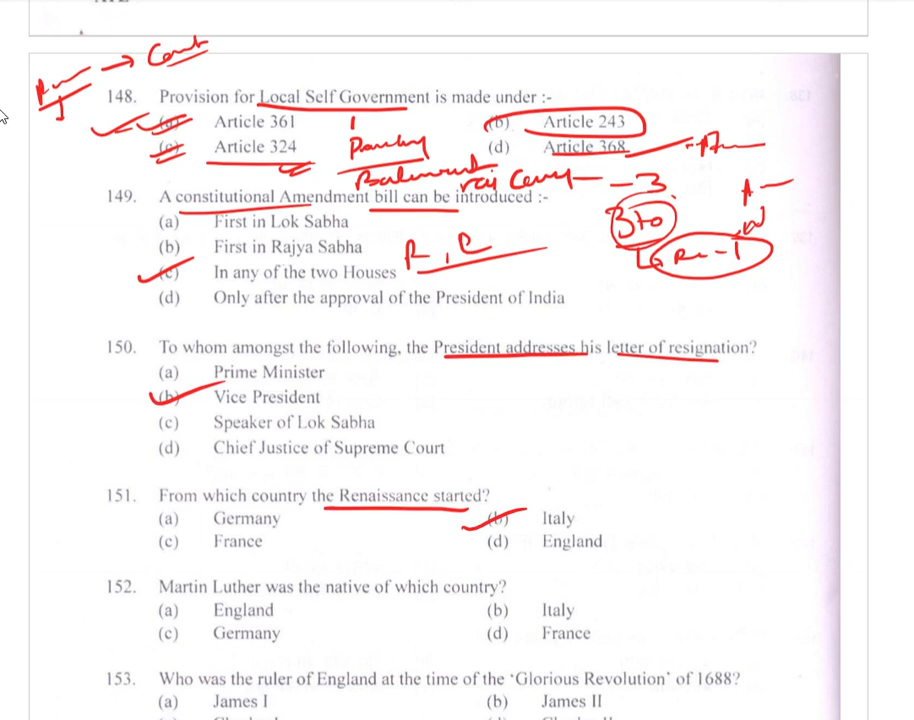 → Const
148. Provision for Local Self Government is made under :-
(a) Article 361 (b) Article 243
(c) Article 324 (d) Article 368
- 3
149. A constitutional Amendment bill can be introduced :-
(a) First in Lok Sabha
(b) First in Rajya Sabha
(c) In any of the two Houses
(d) Only after the approval of the President of India
150. To whom amongst the following, the President addresses his letter of resignation?
(a) Prime Minister
(b) Vice President
(c) Speaker of Lok Sabha
(d) Chief Justice of Supreme Court
151. From which country the Renaissance started?
(a) Germany (b) Italy
(c) France (d) England
152. Martin Luther was the native of which country?
(a) England (b) Italy
(c) Germany (d) France
153. Who was the ruler of England at the time of the ‘Glorious Revolution’ of 1688?
(a) James I (b) James II